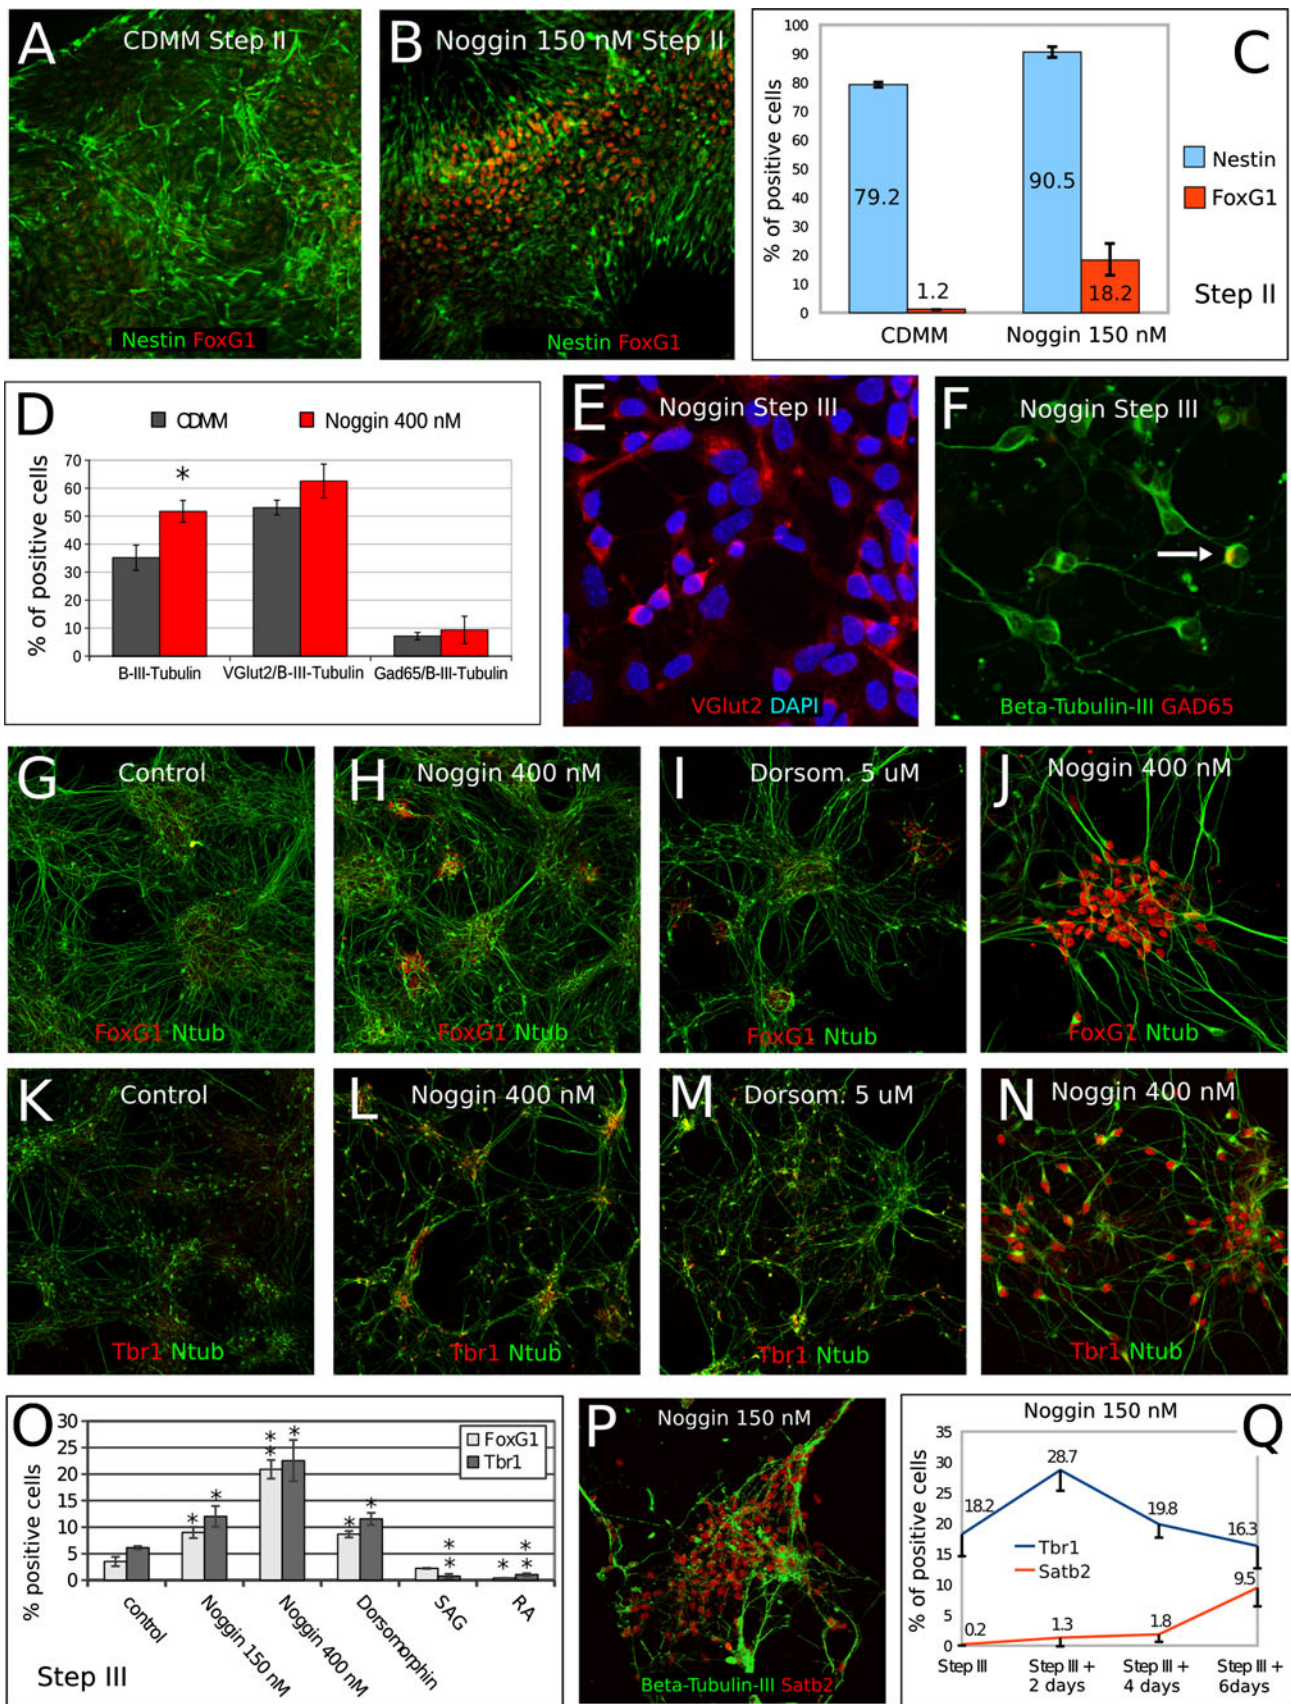 A
CDMM Step II
Nestin FoxG1
B
Noggin 150 nM Step II
Nestin FoxG1
C
% of positive cells
100
90
80
70
60
50
40
30
20
10
0
79.2
1.2
90.5
18.2
CDMM
Noggin 150 nM
Nestin
FoxG1
Step II
D
CDMM
Noggin 400 nM
% of positive cells
70
60
50
40
30
20
10
0
*
B-III-Tubulin
VGlut2/B-III-Tubulin
Gad65/B-III-Tubulin
E
Noggin Step III
VGlut2 DAPI
F
Noggin Step III
Beta-Tubulin-III GAD65
G
Control
FoxG1 Ntub
H
Noggin 400 nM
FoxG1 Ntub
I
Dorsom. 5 uM
FoxG1 Ntub
J
Noggin 400 nM
FoxG1 Ntub
K
Control
Tbr1 Ntub
L
Noggin 400 nM
Tbr1 Ntub
M
Dorsom. 5 uM
Tbr1 Ntub
N
Noggin 400 nM
Tbr1 Ntub
O
% positive cells
30
25
20
15
10
5
0
* * ** * * * ** * **
FoxG1
Tbr1
control
Noggin 150 nM
Noggin 400 nM
Dorsomorphin
SAG
RA
Step III
P
Noggin 150 nM
Beta-Tubulin-III Satb2
Noggin 150 nM
Q
% of positive cells
35
30
25
20
15
10
5
0
18.2
28.7
19.8
16.3
Tbr1
Satb2
0.2
1.3
1.8
9.5
Step III
Step III + 2 days
Step III + 4 days
Step III + 6days